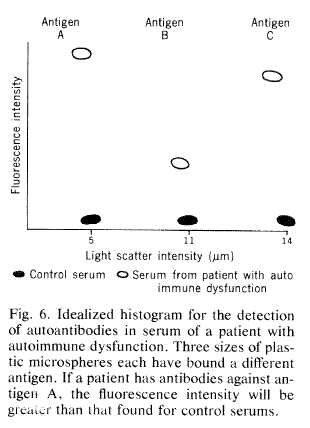 Antigen Antigen Antigen
A B C
Fluorescence intensity
5 11 14
Light scatter intensity (μm)
Control serum Serum from patient with auto
immune dysfunction
Fig. 6. Idealized histogram for the detection
of autoantibodies in serum of a patient with
autoimmune dysfunction. Three sizes of plas-
tic microspheres each have bound a different
antigen. If a patient has antibodies against an-
tigen A, the fluorescence intensity will be
greater than that found for control serums.